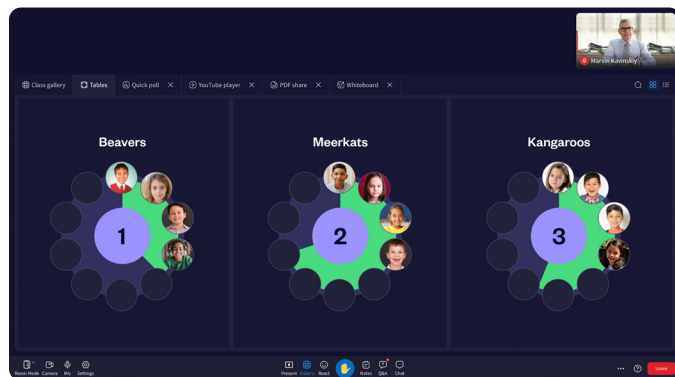 Marvin Kavinskiy
Class gallery
Tables
Quick poll
YouTube player
PDF share
Whiteboard
Beavers
Meerkats
Kangaroos
1
2
3
Room Mode
Camera
Mic
Settings
Present
Gallery
React
Notes
Q&A
Chat
Leave